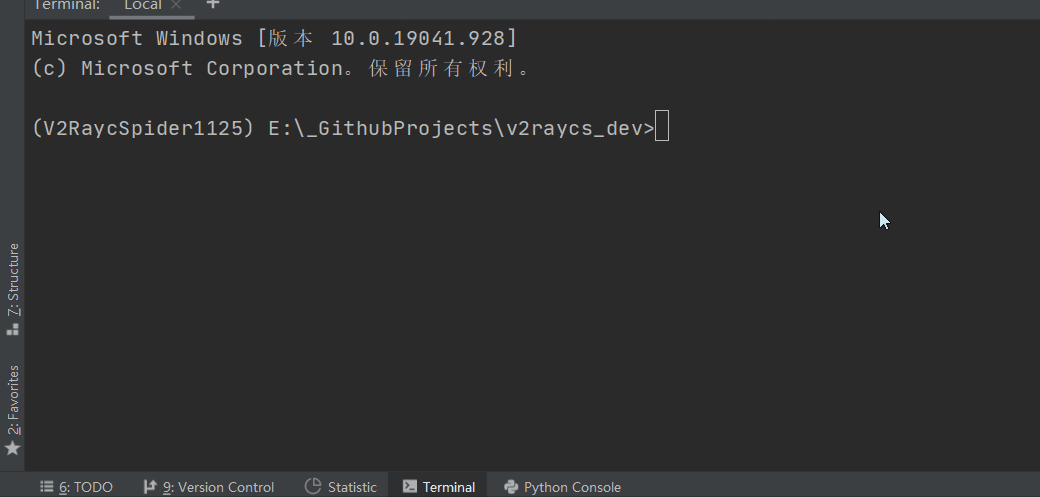 Terminal:
Local
Microsoft Windows [版本 10.0.19041.928]
(c) Microsoft Corporation。保留所有权利。
(V2RaycSpider1125) E:\_GithubProjects\v2raycs_dev>
7: Structure
2: Favorites
6: TODO
9: Version Control
Statistic
Terminal
Python Console